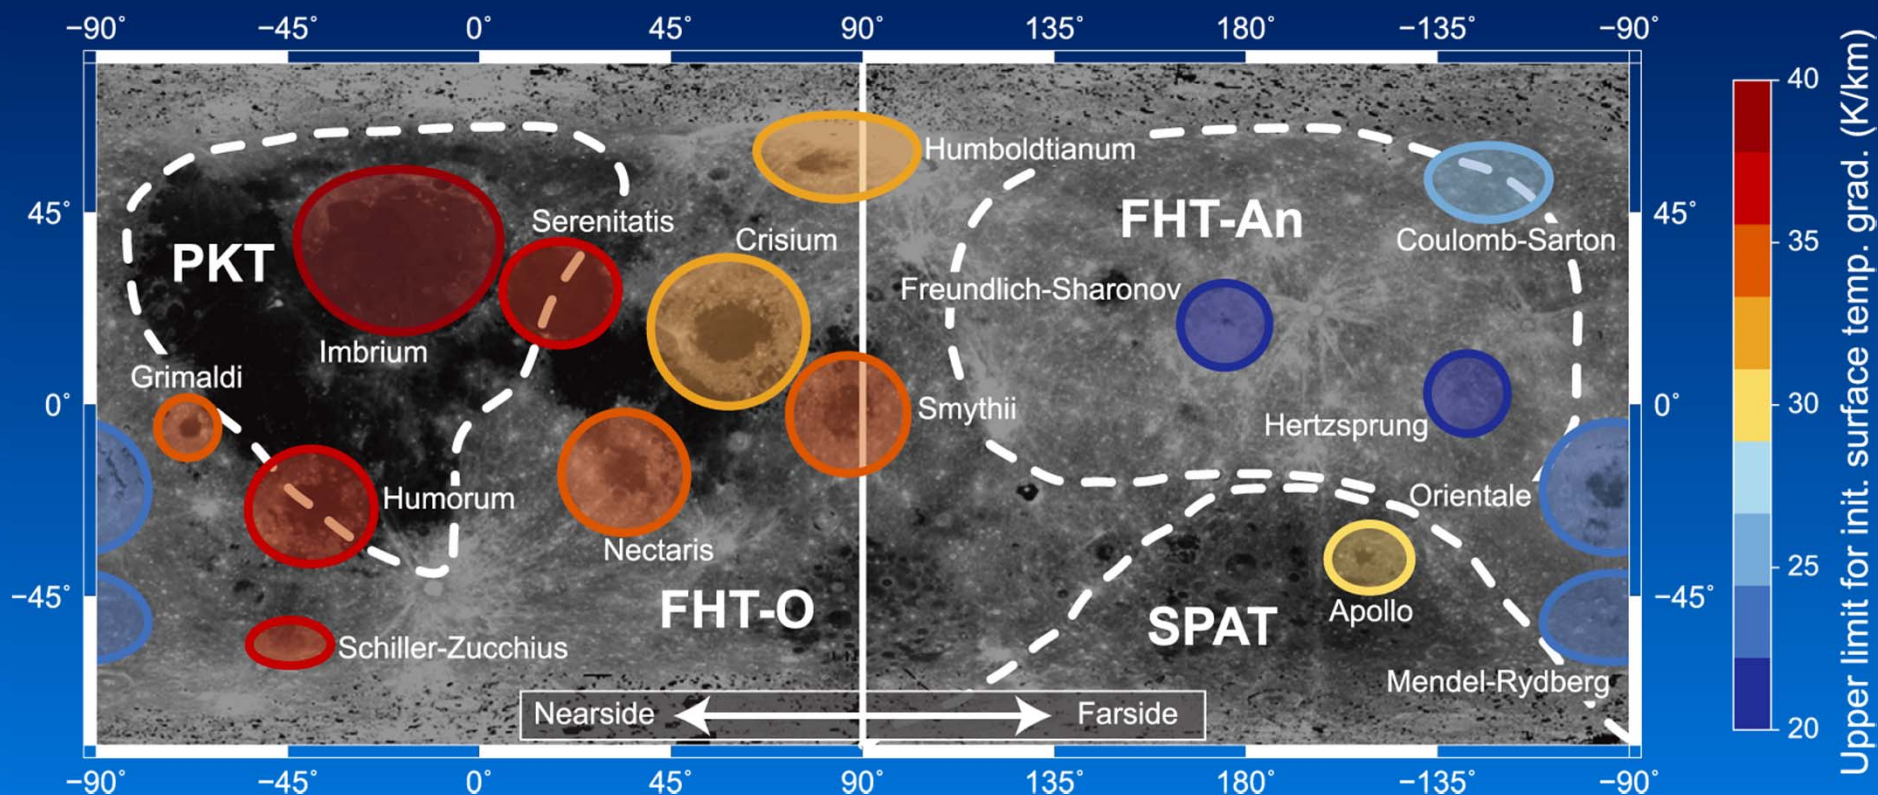 −90° −45° 0° 45° 90° 135° 180° −135° −90°
40
Humboldtianum
45° Serenitatis FHT-An 45°
Crisium Coulomb-Sarton 35
PKT
Freundlich-Sharonov
Imbrium
Grimaldi
0° Smythii 0° 30
Hertzsprung
Humorum Orientale
Nectaris 25
−45° FHT-O SPAT Apollo −45°
Schiller-Zucchius
Mendel-Rydberg
Nearside Farside
20
−90° −45° 0° 45° 90° 135° 180° −135° −90°
Upper limit for init. surface temp. grad. (K/km)